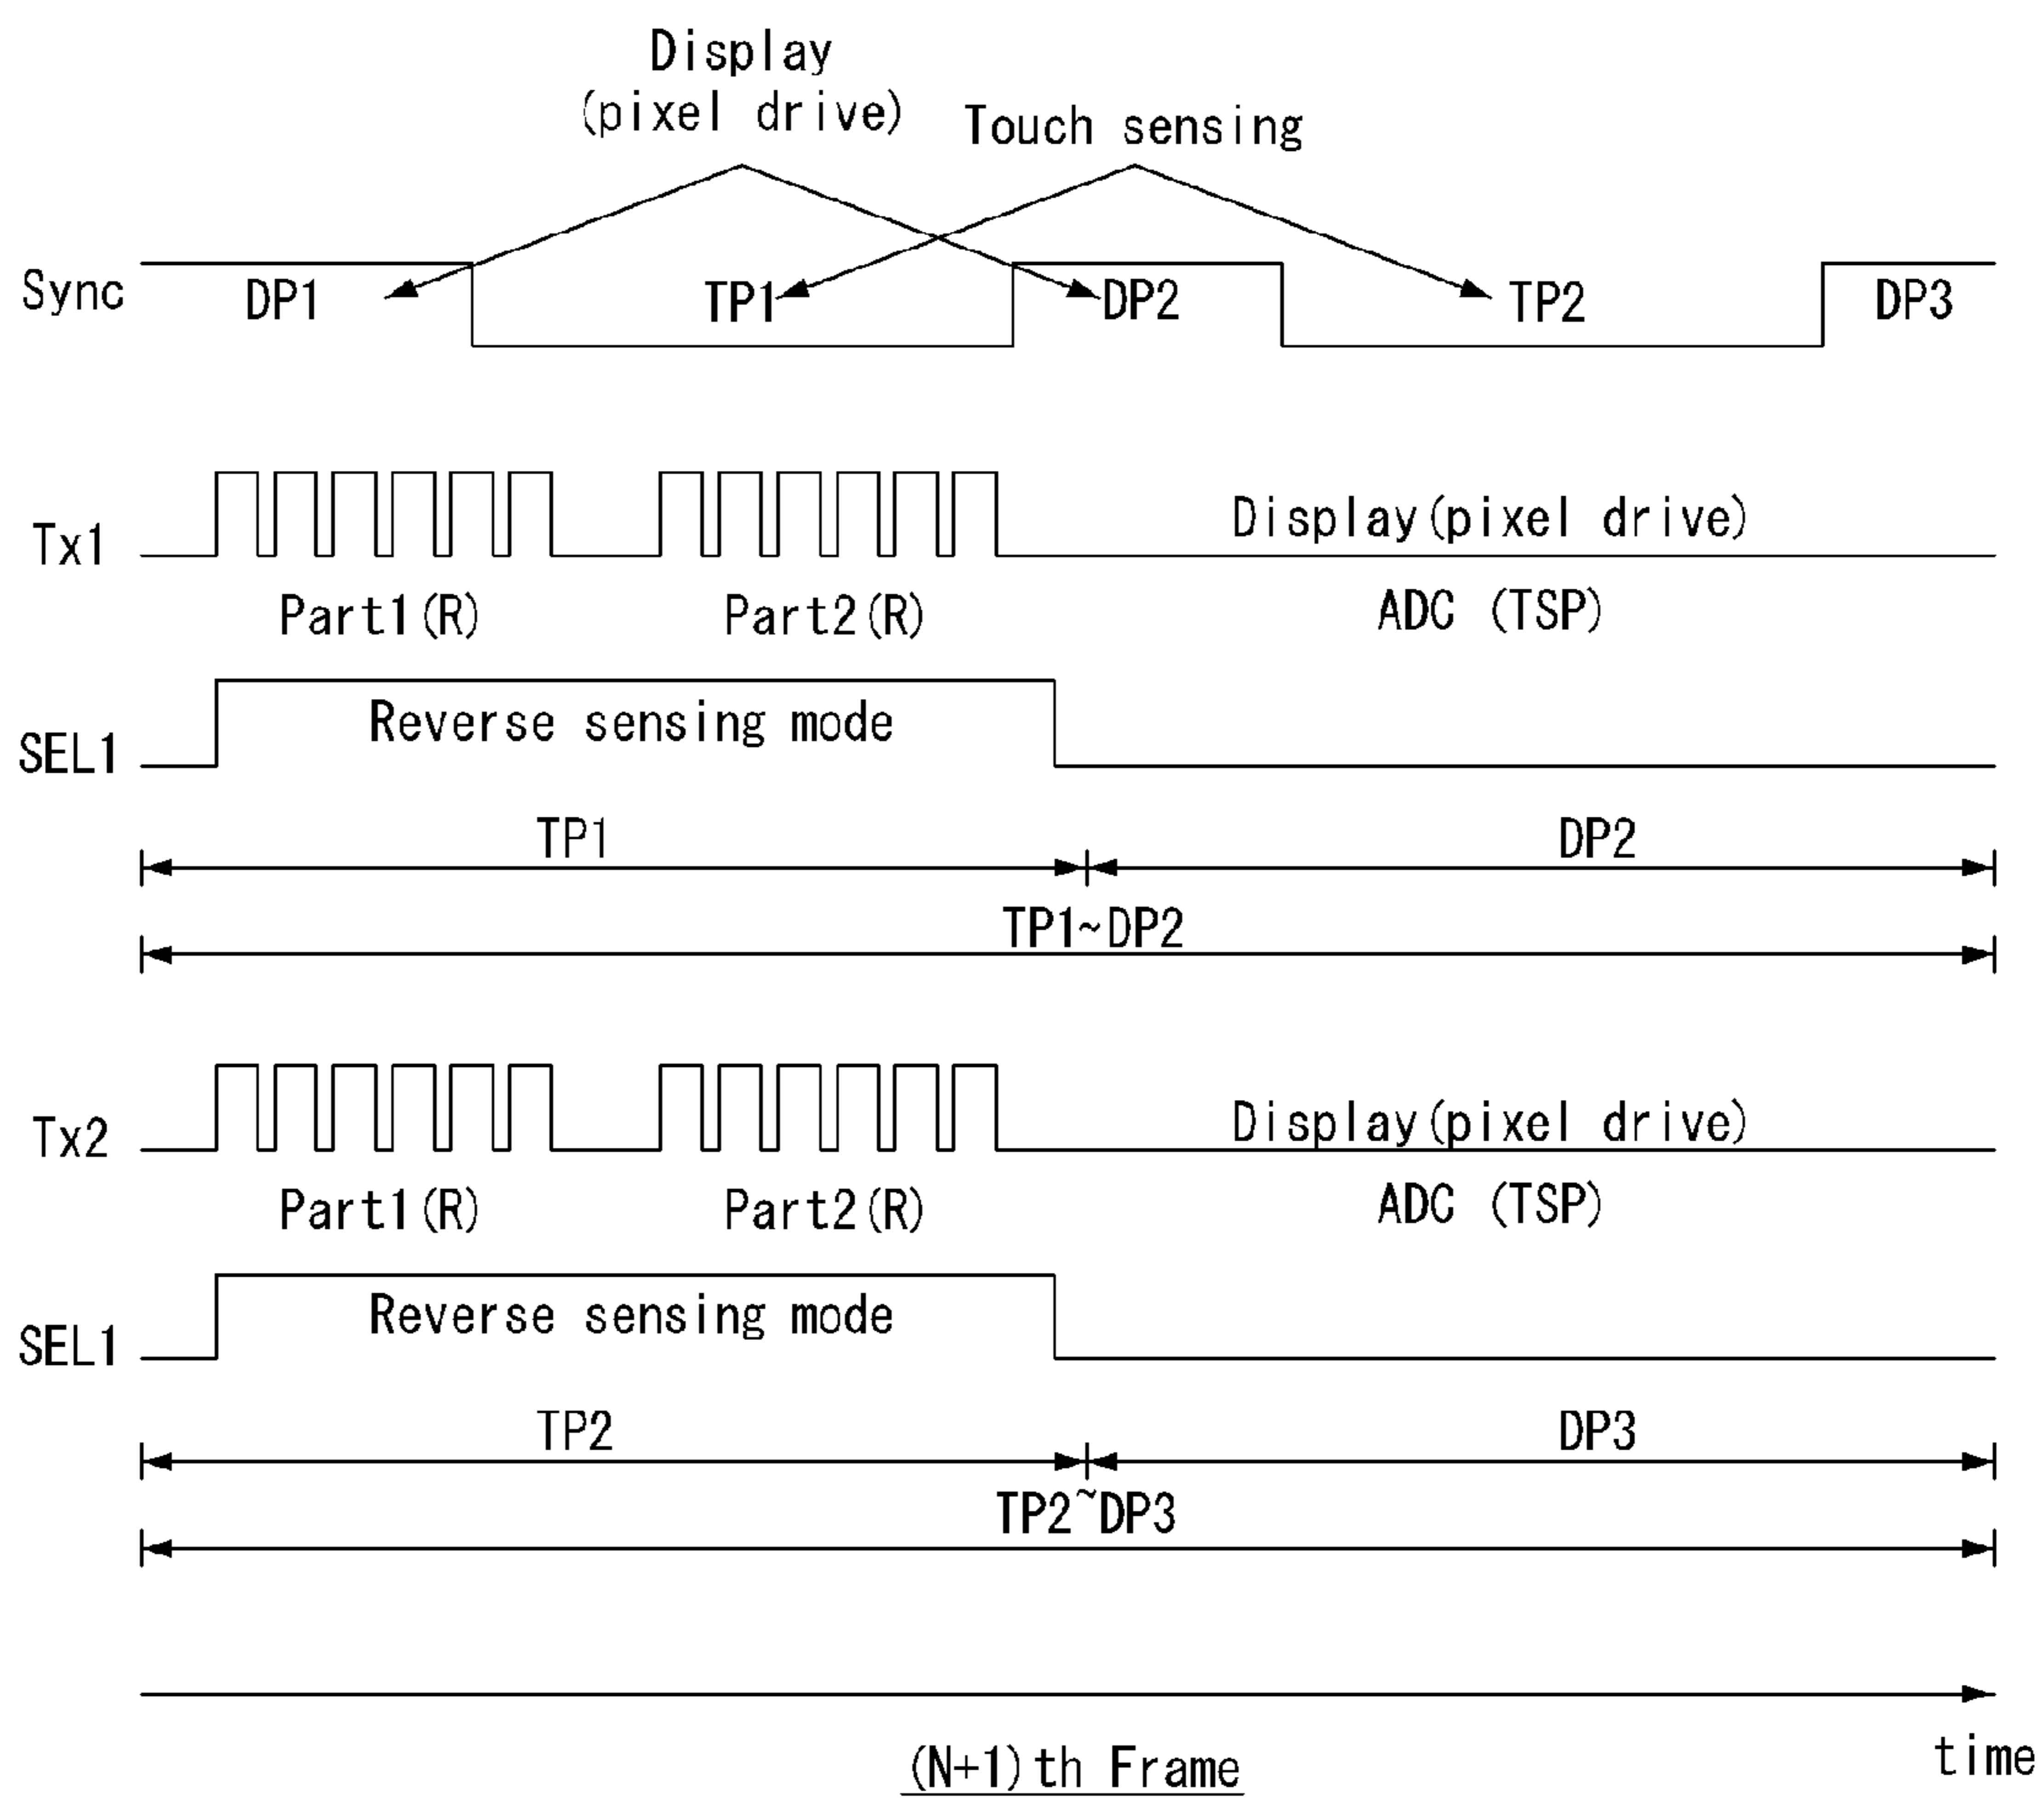 Display
(pixel drive)
Touch sensing
Sync
DP1
TP1
DP2
TP2
DP3
Tx1
Display(pixel drive)
Part1(R)
Part2(R)
ADC (TSP)
SEL1
Reverse sensing mode
TP1
DP2
TP1~DP2
Tx2
Display(pixel drive)
Part1(R)
Part2(R)
ADC (TSP)
SEL1
Reverse sensing mode
TP2
DP3
TP2~DP3
time
(N+1)th Frame